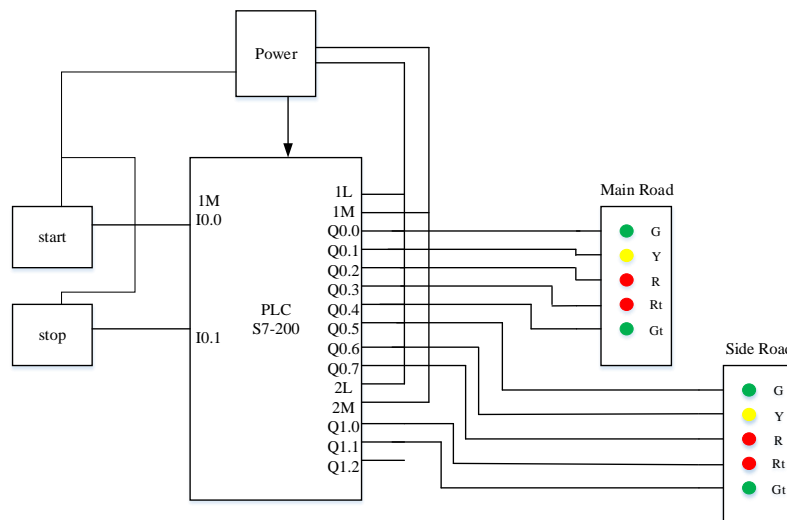 Power
start
stop
1M
I0.0
I0.1
PLC
S7-200
1L
1M
Q0.0
Q0.1
Q0.2
Q0.3
Q0.4
Q0.5
Q0.6
Q0.7
2L
2M
Q1.0
Q1.1
Q1.2
Main Road
G
Y
R
Rt
Gt
Side Road
G
Y
R
Rt
Gt